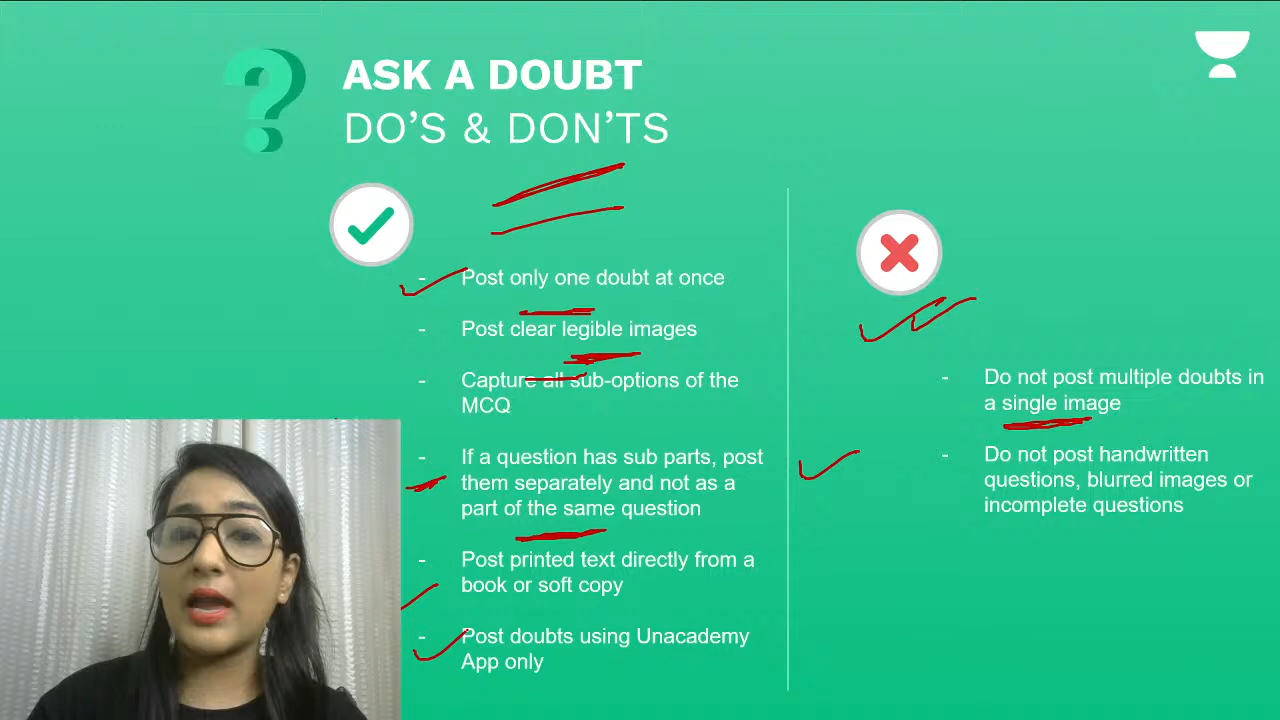 ASK A DOUBT
DO'S & DON'TS
- Post only one doubt at once
- Post clear legible images
- Capture all sub-options of the
MCQ
- If a question has sub parts, post
them separately and not as a
part of the same question
- Post printed text directly from a
book or soft copy
- Post doubts using Unacademy
App only
- Do not post multiple doubts in
a single image
- Do not post handwritten
questions, blurred images or
incomplete questions